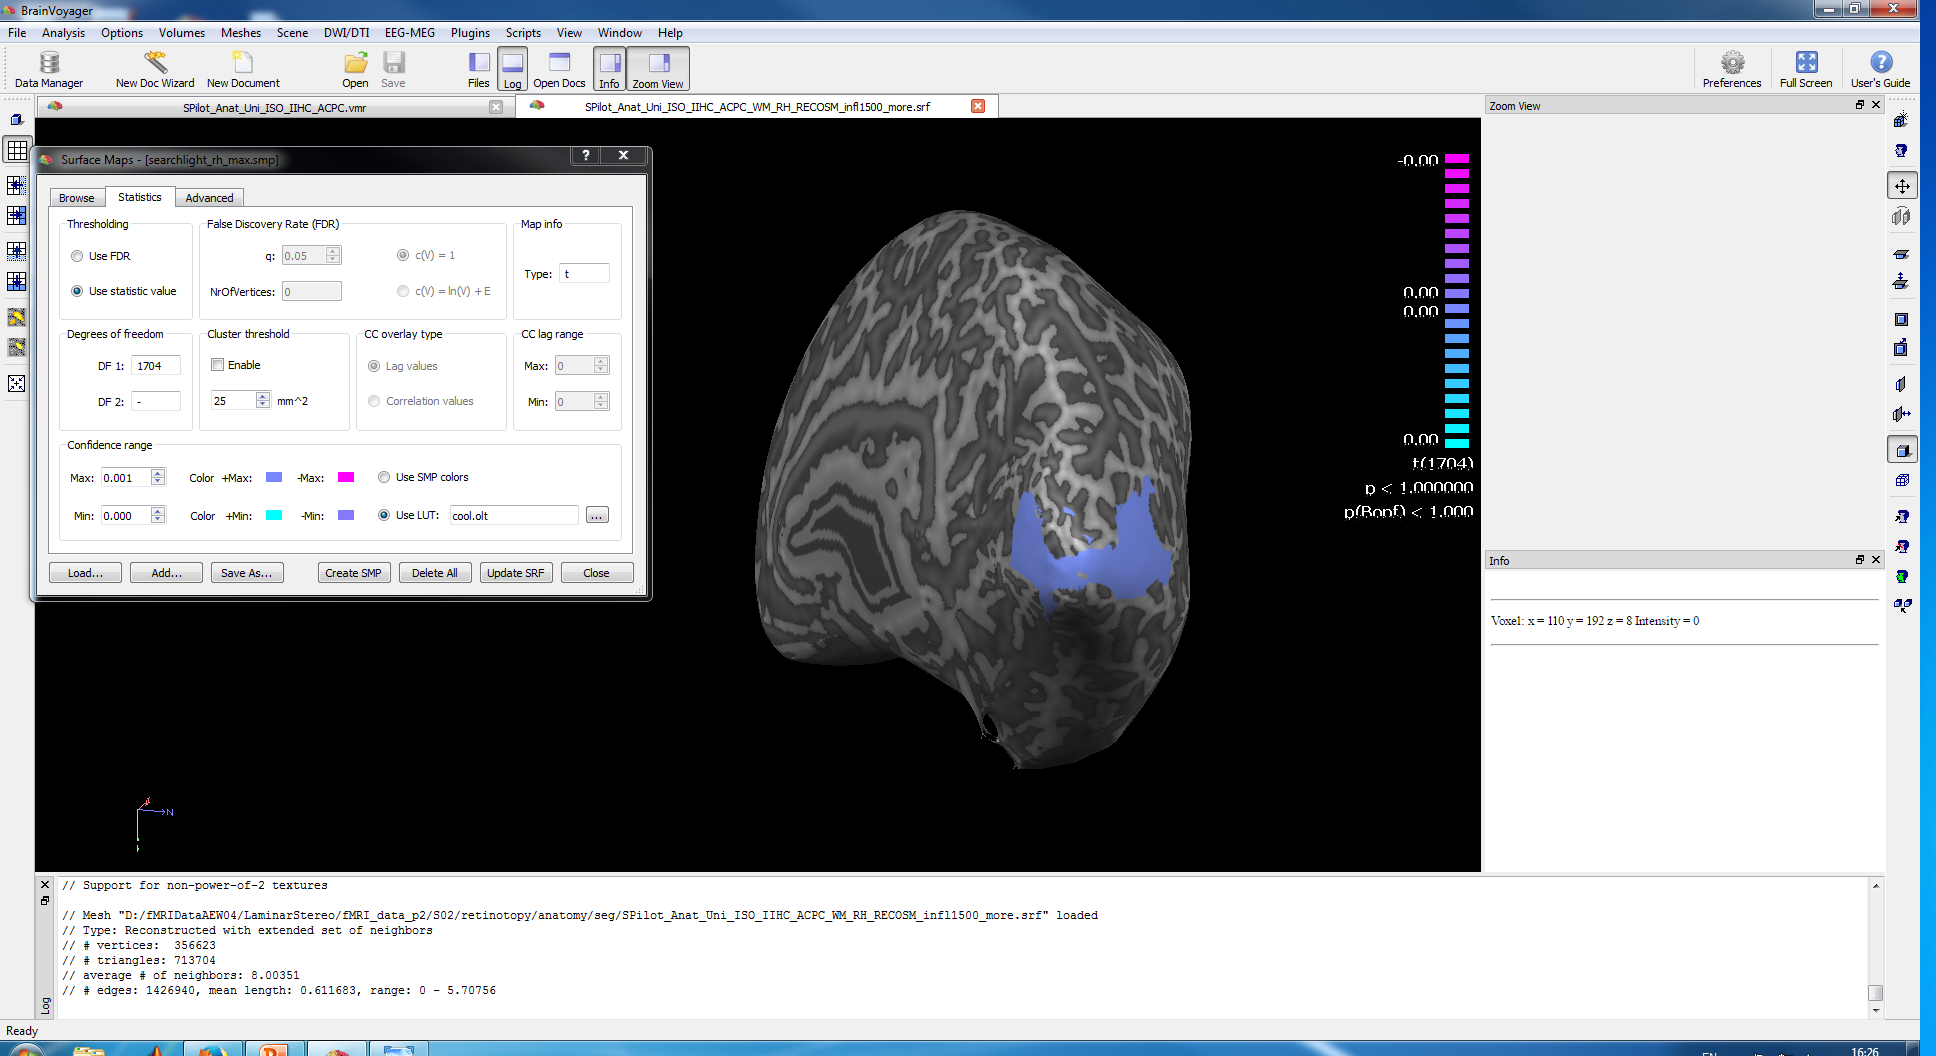 BrainVoyager
File Analysis Options Volumes Meshes Scene DWI/DTI EEG-MEG Plugins Scripts View Window Help
Data Manager New Doc Wizard New Document Open Save Files Log Open Docs Info Zoom View Preferences Full Screen User's Guide
SPilot_Anat_Uni_ISO_IIHC_ACPC.vmr SPilot_Anat_Uni_ISO_IIHC_ACPC_WM_RH_RECOSM_infl1500_more.srf
Zoom View
Surface Maps - [searchlight_rh_max.smp]
Browse Statistics Advanced
Thresholding False Discovery Rate (FDR) Map info
Use FDR q: 0.05 c(V) = 1
Type: t
Use statistic value NrOfVertices: 0 c(V) = ln(V) + E
Degrees of freedom Cluster threshold CC overlay type CC lag range
DF 1: 1704 Enable Lag values Max: 0
DF 2: - 25 mm^2 Correlation values Min: 0
Confidence range
Max: 0.001 Color +Max: -Max: Use SMP colors
Min: 0.000 Color +Min: -Min: Use LUT: cool.olt ...
Load... Add... Save As... Create SMP Delete All Update SRF Close
-0.00
0.00
0.00
0.00
t(1704)
p < 1.000000
p(Bonf) < 1.000
Info
Voxel: x = 110 y = 192 z = 8 Intensity = 0
N
// Support for non-power-of-2 textures
// Mesh "D:/fMRIDataAEW04/LaminarStereo/fMRI_data_p2/S02/retinotopy/anatomy/seg/SPilot_Anat_Uni_ISO_IIHC_ACPC_WM_RH_RECOSM_infl1500_more.srf" loaded
// Type: Reconstructed with extended set of neighbors
// # vertices: 356623
// # triangles: 713704
// average # of neighbors: 8.00351
// # edges: 1426940, mean length: 0.611683, range: 0 - 5.70756
Log
Ready
16:26